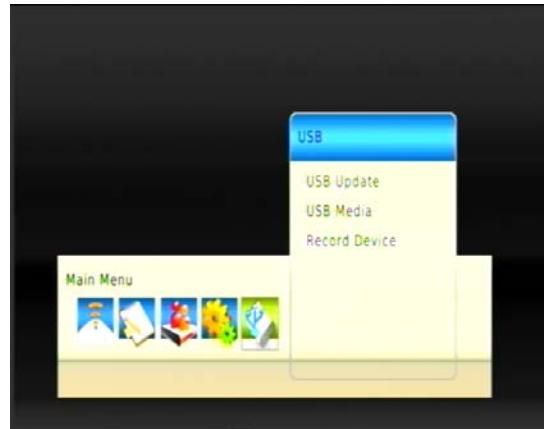 USB
USB Update
USB Media
Record Device
Main Menu